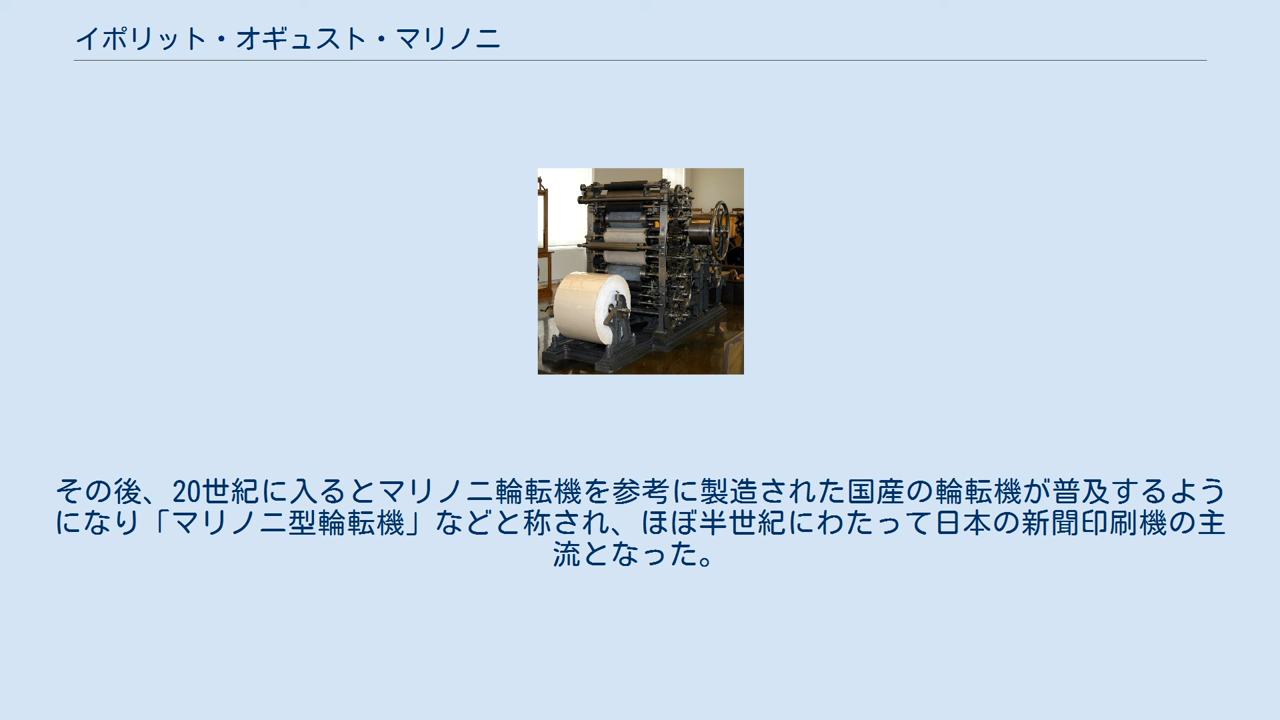 イポリット・オギュスト・マリノニ
その後、20世紀に入るとマリノニ輪転機を参考に製造された国産の輪転機が普及するよう
になり「マリノニ型輪転機」などと称され、ほぼ半世紀にわたって日本の新聞印刷機の主
流となった。